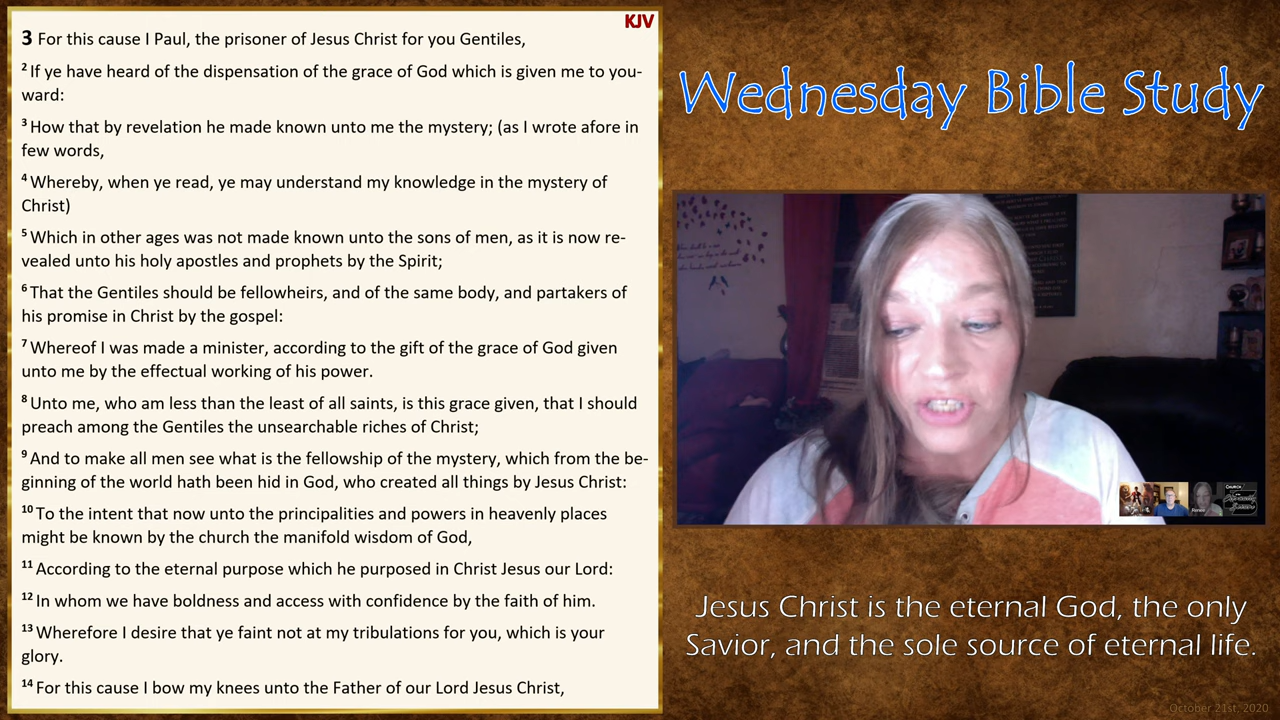 KJV
3 For this cause I Paul, the prisoner of Jesus Christ for you Gentiles,
2 If ye have heard of the dispensation of the grace of God which is given me to you-
ward:
3 How that by revelation he made known unto me the mystery; (as I wrote afore in
few words,
4 Whereby, when ye read, ye may understand my knowledge in the mystery of
Christ)
5 Which in other ages was not made known unto the sons of men, as it is now re-
vealed unto his holy apostles and prophets by the Spirit;
6 That the Gentiles should be fellowheirs, and of the same body, and partakers of
his promise in Christ by the gospel:
7 Whereof I was made a minister, according to the gift of the grace of God given
unto me by the effectual working of his power.
8 Unto me, who am less than the least of all saints, is this grace given, that I should
preach among the Gentiles the unsearchable riches of Christ;
9 And to make all men see what is the fellowship of the mystery, which from the be-
ginning of the world hath been hid in God, who created all things by Jesus Christ:
10 To the intent that now unto the principalities and powers in heavenly places
might be known by the church the manifold wisdom of God,
11 According to the eternal purpose which he purposed in Christ Jesus our Lord:
12 In whom we have boldness and access with confidence by the faith of him.
13 Wherefore I desire that ye faint not at my tribulations for you, which is your
glory.
14 For this cause I bow my knees unto the Father of our Lord Jesus Christ,
Wednesday Bible Study
Church
Jesus Christ is the eternal God, the only
Savior, and the sole source of eternal life.
October 21st, 2020